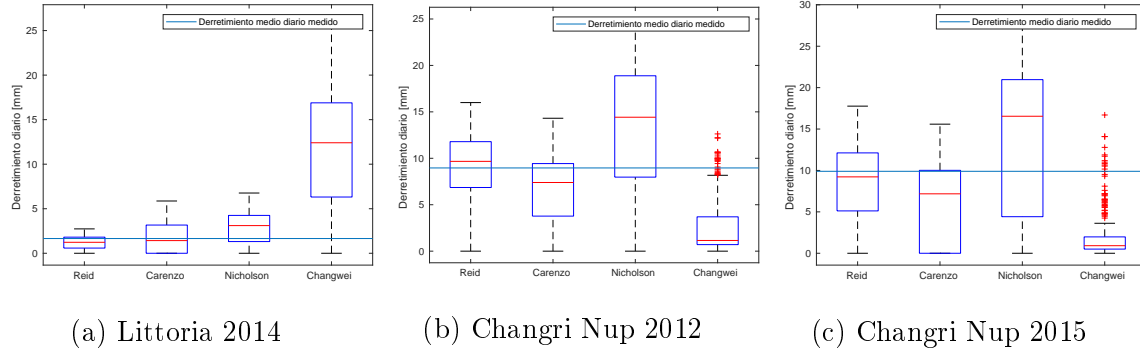 Derretimiento medio diario medido
Derretimiento diario [mm]
25
20
15
10
5
0
Reid Carenzo Nicholson Changwei
(a) Littoria 2014
Derretimiento medio diario medido
Derretimiento diario [mm]
25
20
15
10
5
0
Reid Carenzo Nicholson Changwei
(b) Changri Nup 2012
Derretimiento medio diario medido
Derretimiento diario [mm]
30
25
20
15
10
5
0
Reid Carenzo Nicholson Changwei
(c) Changri Nup 2015